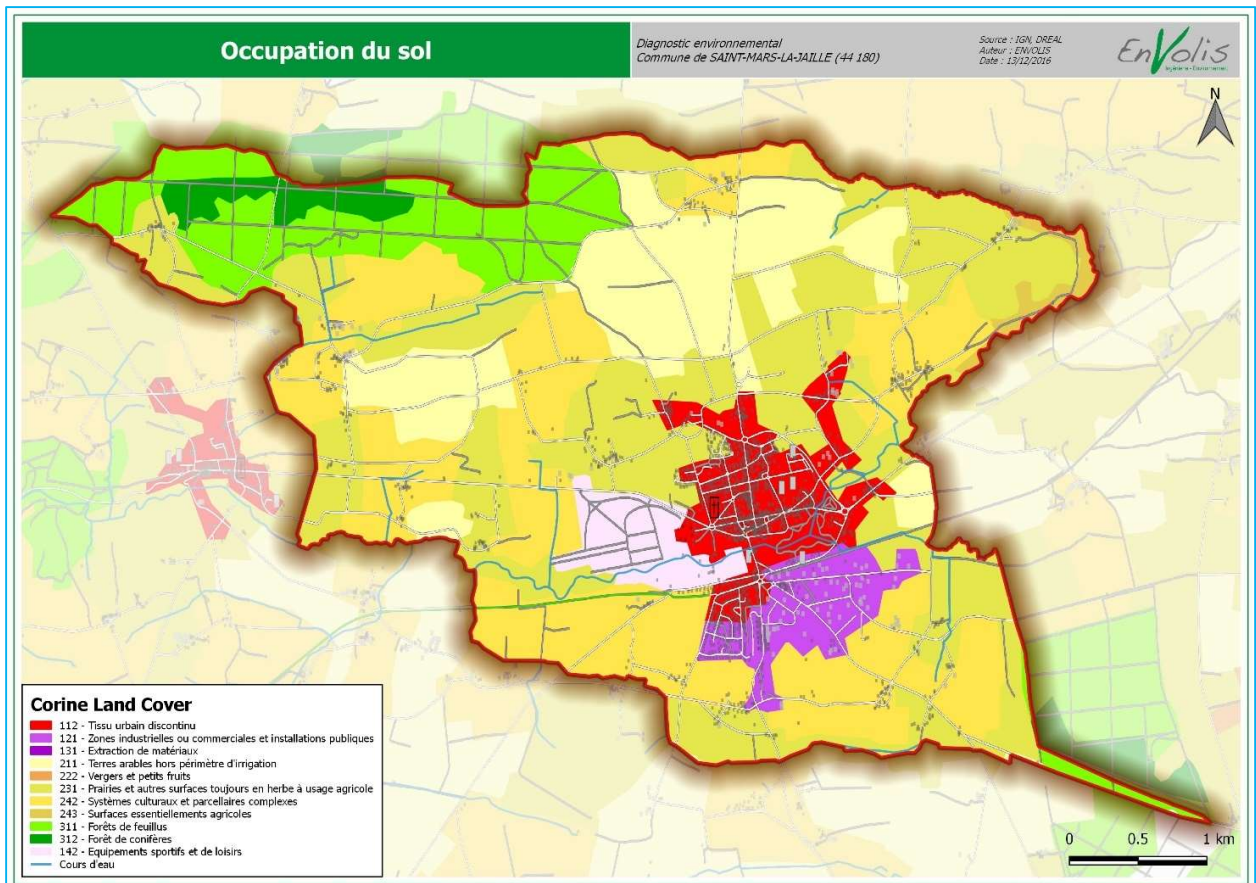 Occupation du sol
Diagnostic environnemental
Commune de SAINT-MARS-LA-JAILLE (44 180)
Source : IGN, DREAL
Auteur : ENVOLIS
Date : 13/12/2016
EnVolis
Ingénierie - Environnement
N
Corine Land Cover
112 - Tissu urbain discontinu
121 - Zones industrielles ou commerciales et installations publiques
131 - Extraction de matériaux
211 - Terres arables hors périmètre d'irrigation
222 - Vergers et petits fruits
231 - Prairies et autres surfaces toujours en herbe à usage agricole
242 - Systèmes culturaux et parcellaires complexes
243 - Surfaces essentiellements agricoles
311 - Forêts de feuillus
312 - Forêt de conifères
142 - Equipements sportifs et de loisirs
Cours d'eau
0 0.5 1 km